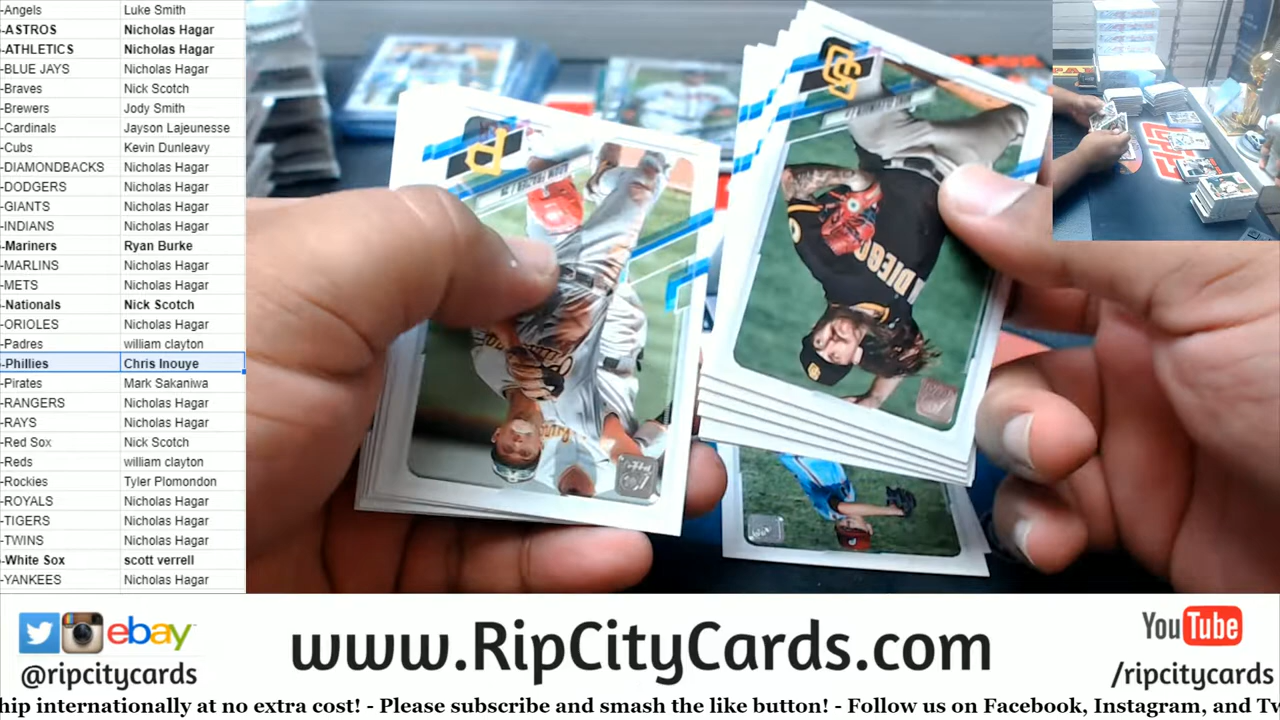 -Angels Luke Smith
-ASTROS Nicholas Hagar
-ATHLETICS Nicholas Hagar
-BLUE JAYS Nicholas Hagar
-Braves Nick Scotch
-Brewers Jody Smith
-Cardinals Jayson Lajeunesse
-Cubs Kevin Dunleavy
-DIAMONDBACKS Nicholas Hagar
-DODGERS Nicholas Hagar
-GIANTS Nicholas Hagar
-INDIANS Nicholas Hagar
-Mariners Ryan Burke
-MARLINS Nicholas Hagar
-METS Nicholas Hagar
-Nationals Nick Scotch
-ORIOLES Nicholas Hagar
-Padres william clayton
-Phillies Chris Inouye
-Pirates Mark Sakaniwa
-RANGERS Nicholas Hagar
-RAYS Nicholas Hagar
-Red Sox Nick Scotch
-Reds william clayton
-Rockies Tyler Plomondon
-ROYALS Nicholas Hagar
-TIGERS Nicholas Hagar
-TWINS Nicholas Hagar
-White Sox scott verrell
-YANKEES Nicholas Hagar
P
SD
DIEGO
ebay
@ripcitycards
www.RipCityCards.com
YouTube
/ripcitycards
hip internationally at no extra cost! - Please subscribe and smash the like button! - Follow us on Facebook, Instagram, and Tw